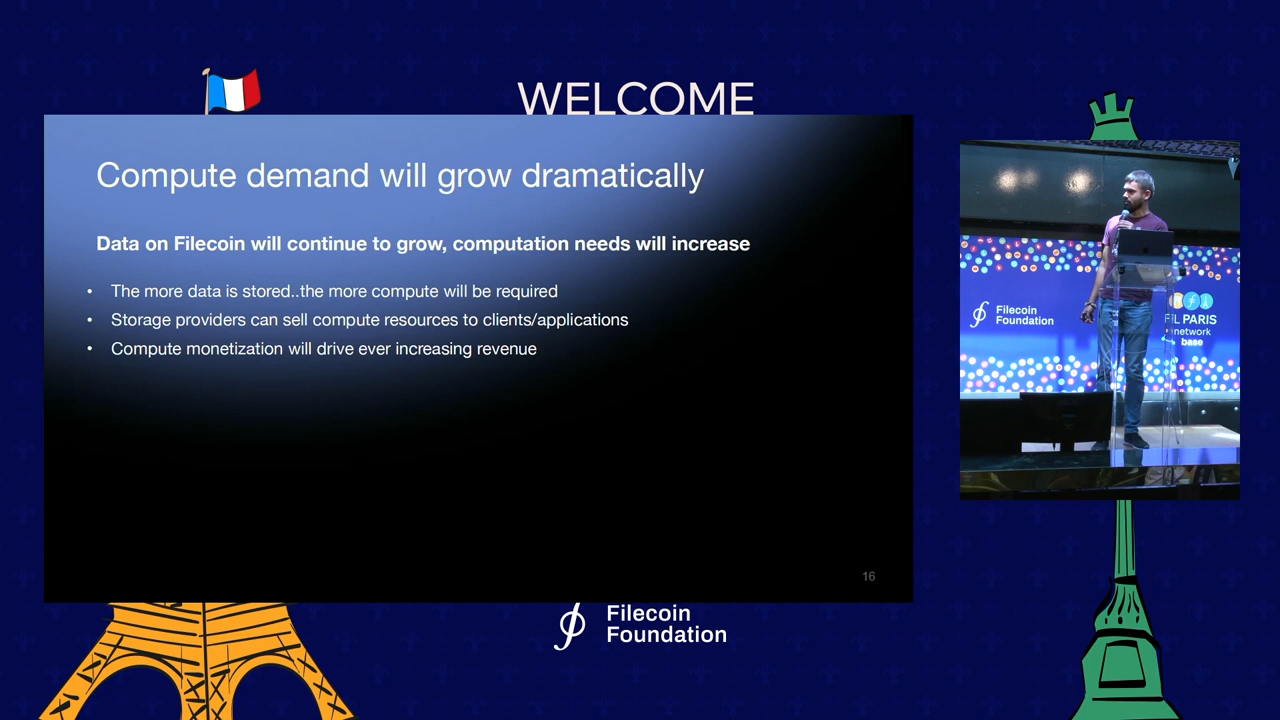 WELCOME
Compute demand will grow dramatically
Data on Filecoin will continue to grow, computation needs will increase
• The more data is stored..the more compute will be required
• Storage providers can sell compute resources to clients/applications
• Compute monetization will drive ever increasing revenue
16
Filecoin
Foundation
Filecoin
Foundation
PARIS
network
base